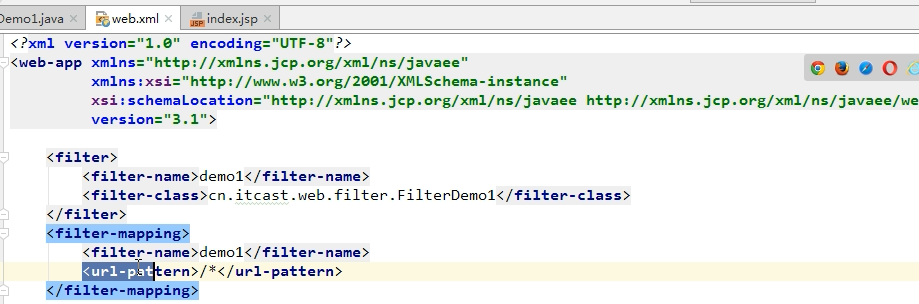 Demo1.java × web.xml × index.jsp ×
<?xml version="1.0" encoding="UTF-8"?>
<web-app xmlns="http://xmlns.jcp.org/xml/ns/javaee"
xmlns:xsi="http://www.w3.org/2001/XMLSchema-instance"
xsi:schemaLocation="http://xmlns.jcp.org/xml/ns/javaee http://xmlns.jcp.org/xml/ns/javaee/we
version="3.1">
<filter>
<filter-name>demo1</filter-name>
<filter-class>cn.itcast.web.filter.FilterDemo1</filter-class>
</filter>
<filter-mapping>
<filter-name>demo1</filter-name>
<url-pattern>/*</url-pattern>
</filter-mapping>